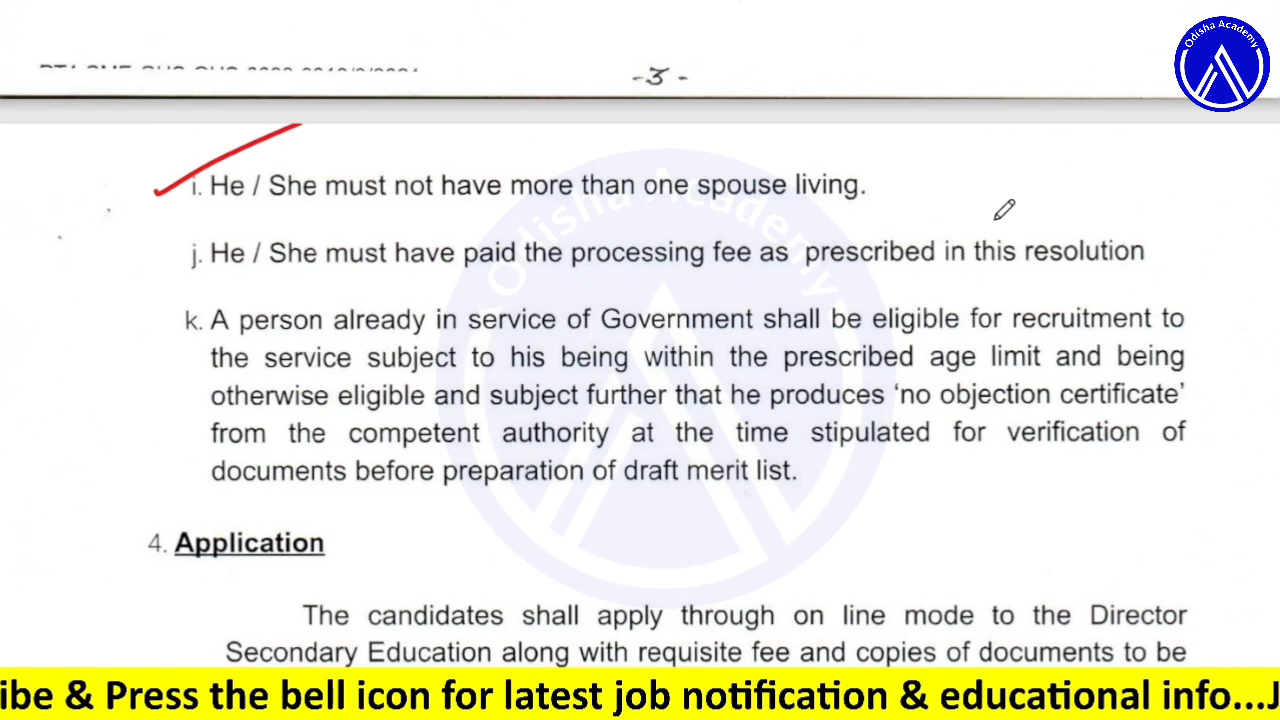 Odisha Academy
-3-
i. He / She must not have more than one spouse living.
j. He / She must have paid the processing fee as prescribed in this resolution
k. A person already in service of Government shall be eligible for recruitment to
the service subject to his being within the prescribed age limit and being
otherwise eligible and subject further that he produces ‘no objection certificate’
from the competent authority at the time stipulated for verification of
documents before preparation of draft merit list.
Odisha Academy
4. Application
The candidates shall apply through on line mode to the Director
Secondary Education along with requisite fee and copies of documents to be
ibe & Press the bell icon for latest job notification & educational info...J